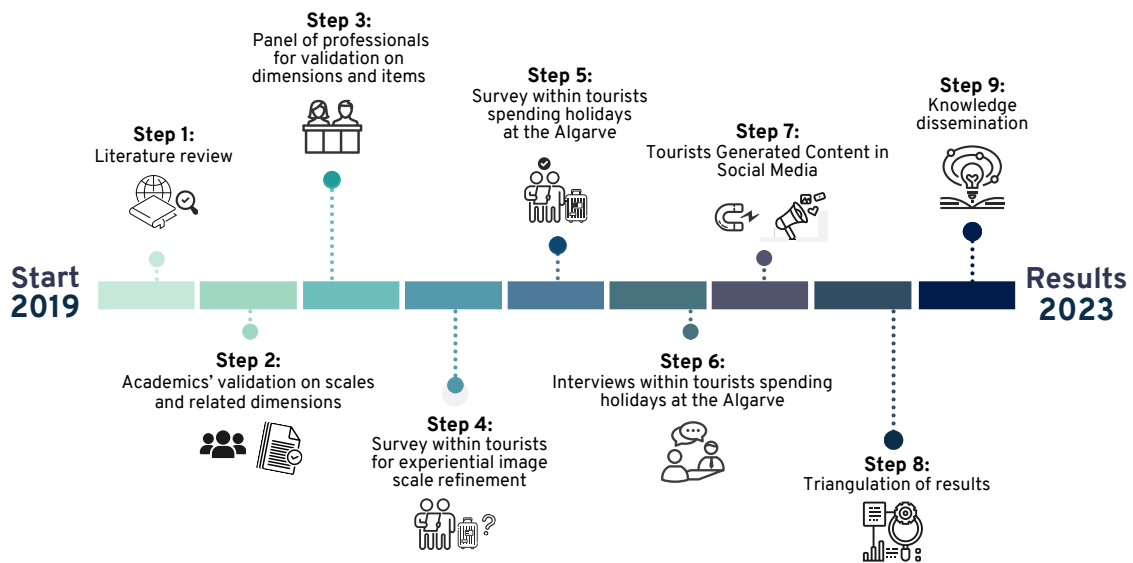 Start
2019
Step 1:
Literature review
Step 2:
Academics’ validation on scales
and related dimensions
Step 3:
Panel of professionals
for validation on
dimensions and items
Step 4:
Survey within tourists
for experiential image
scale refinement
Step 5:
Survey within tourists
spending holidays
at the Algarve
Step 6:
Interviews within tourists spending
holidays at the Algarve
Step 7:
Tourists Generated Content in
Social Media
Step 8:
Triangulation of results
Step 9:
Knowledge
dissemination
Results
2023